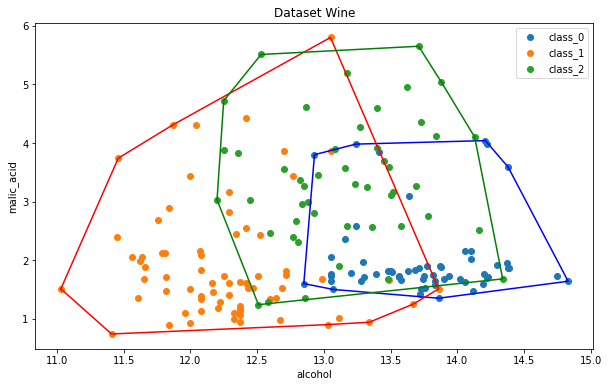 Dataset Wine
6
5
4
3
2
1
malic_acid
class_0
class_1
class_2
11.0 11.5 12.0 12.5 13.0 13.5 14.0 14.5 15.0
alcohol